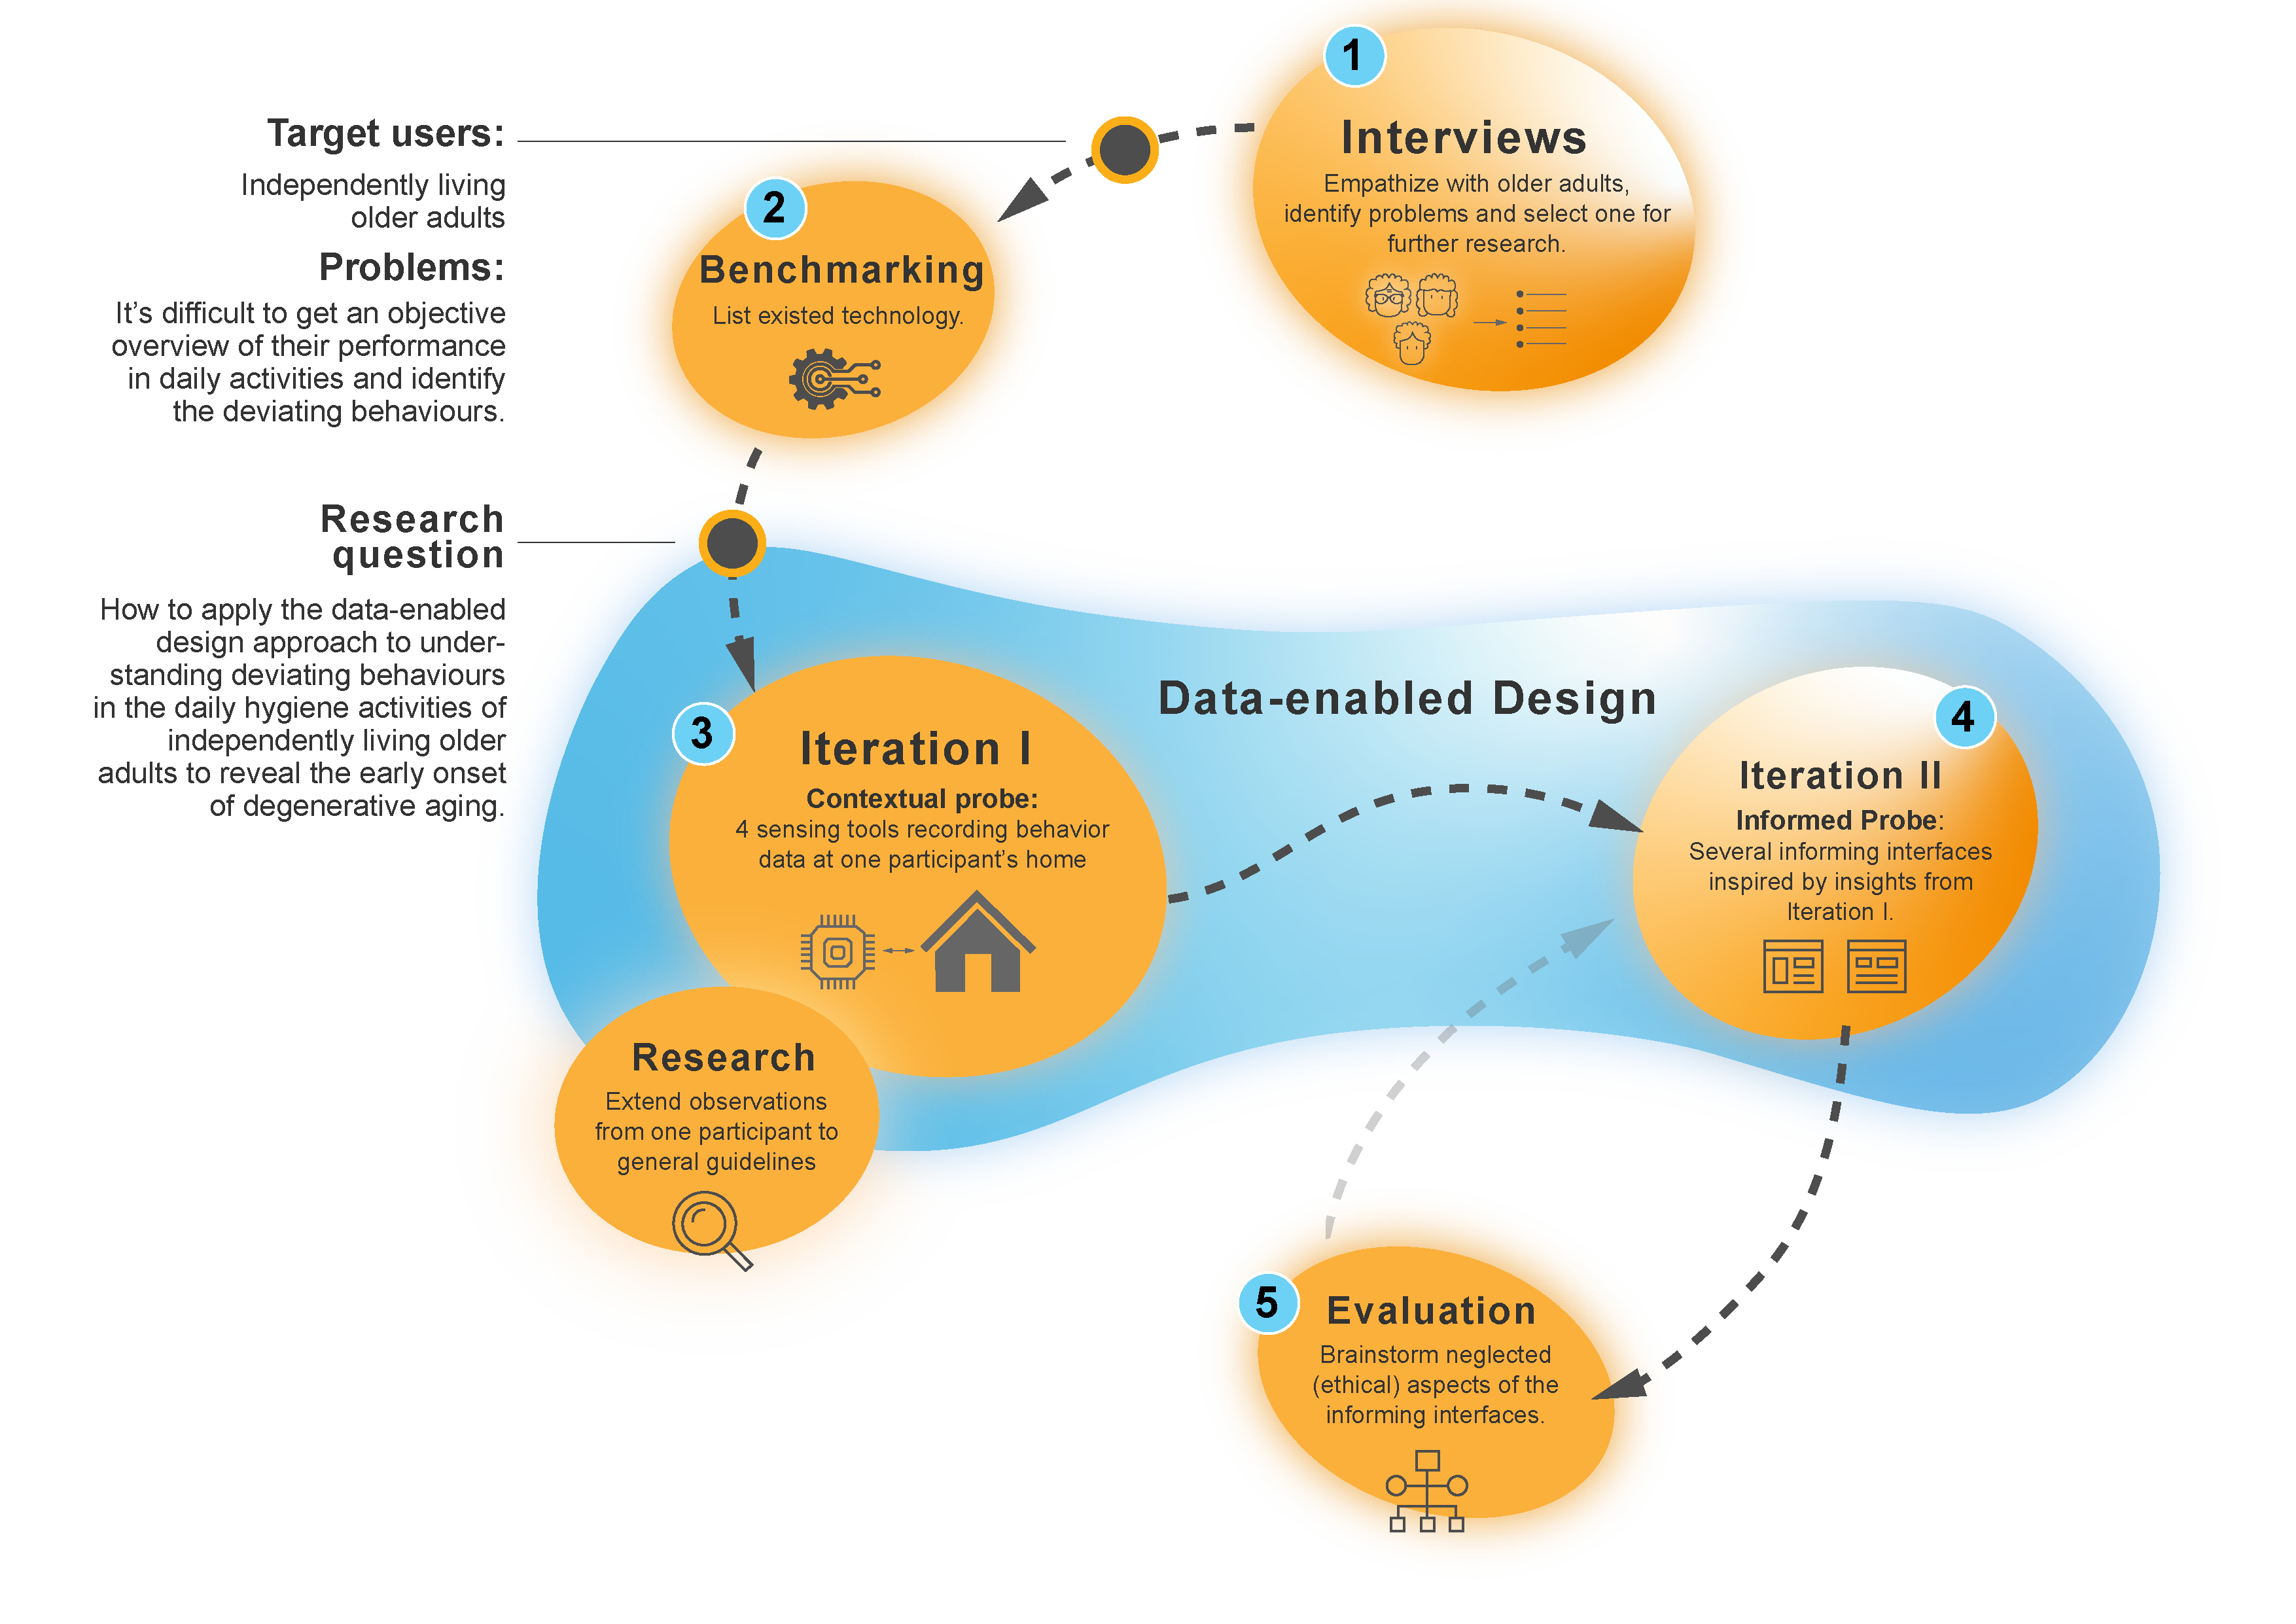 1
Interviews
Empathize with older adults,
identify problems and select one for
further research.
Target users:
Independently living
older adults
Problems:
It's difficult to get an objective
overview of their performance
in daily activities and identify
the deviating behaviours.
2
Benchmarking
List existed technology.
Research
question
How to apply the data-enabled
design approach to under-
standing deviating behaviours
in the daily hygiene activities of
independently living older
adults to reveal the early onset
of degenerative aging.
Data-enabled Design
3
Iteration I
Contextual probe:
4 sensing tools recording behavior
data at one participant's home
Research
Extend observations
from one participant to
general guidelines
4
Iteration II
Informed Probe:
Several informing interfaces
inspired by insights from
Iteration I.
5
Evaluation
Brainstorm neglected
(ethical) aspects of the
informing interfaces.